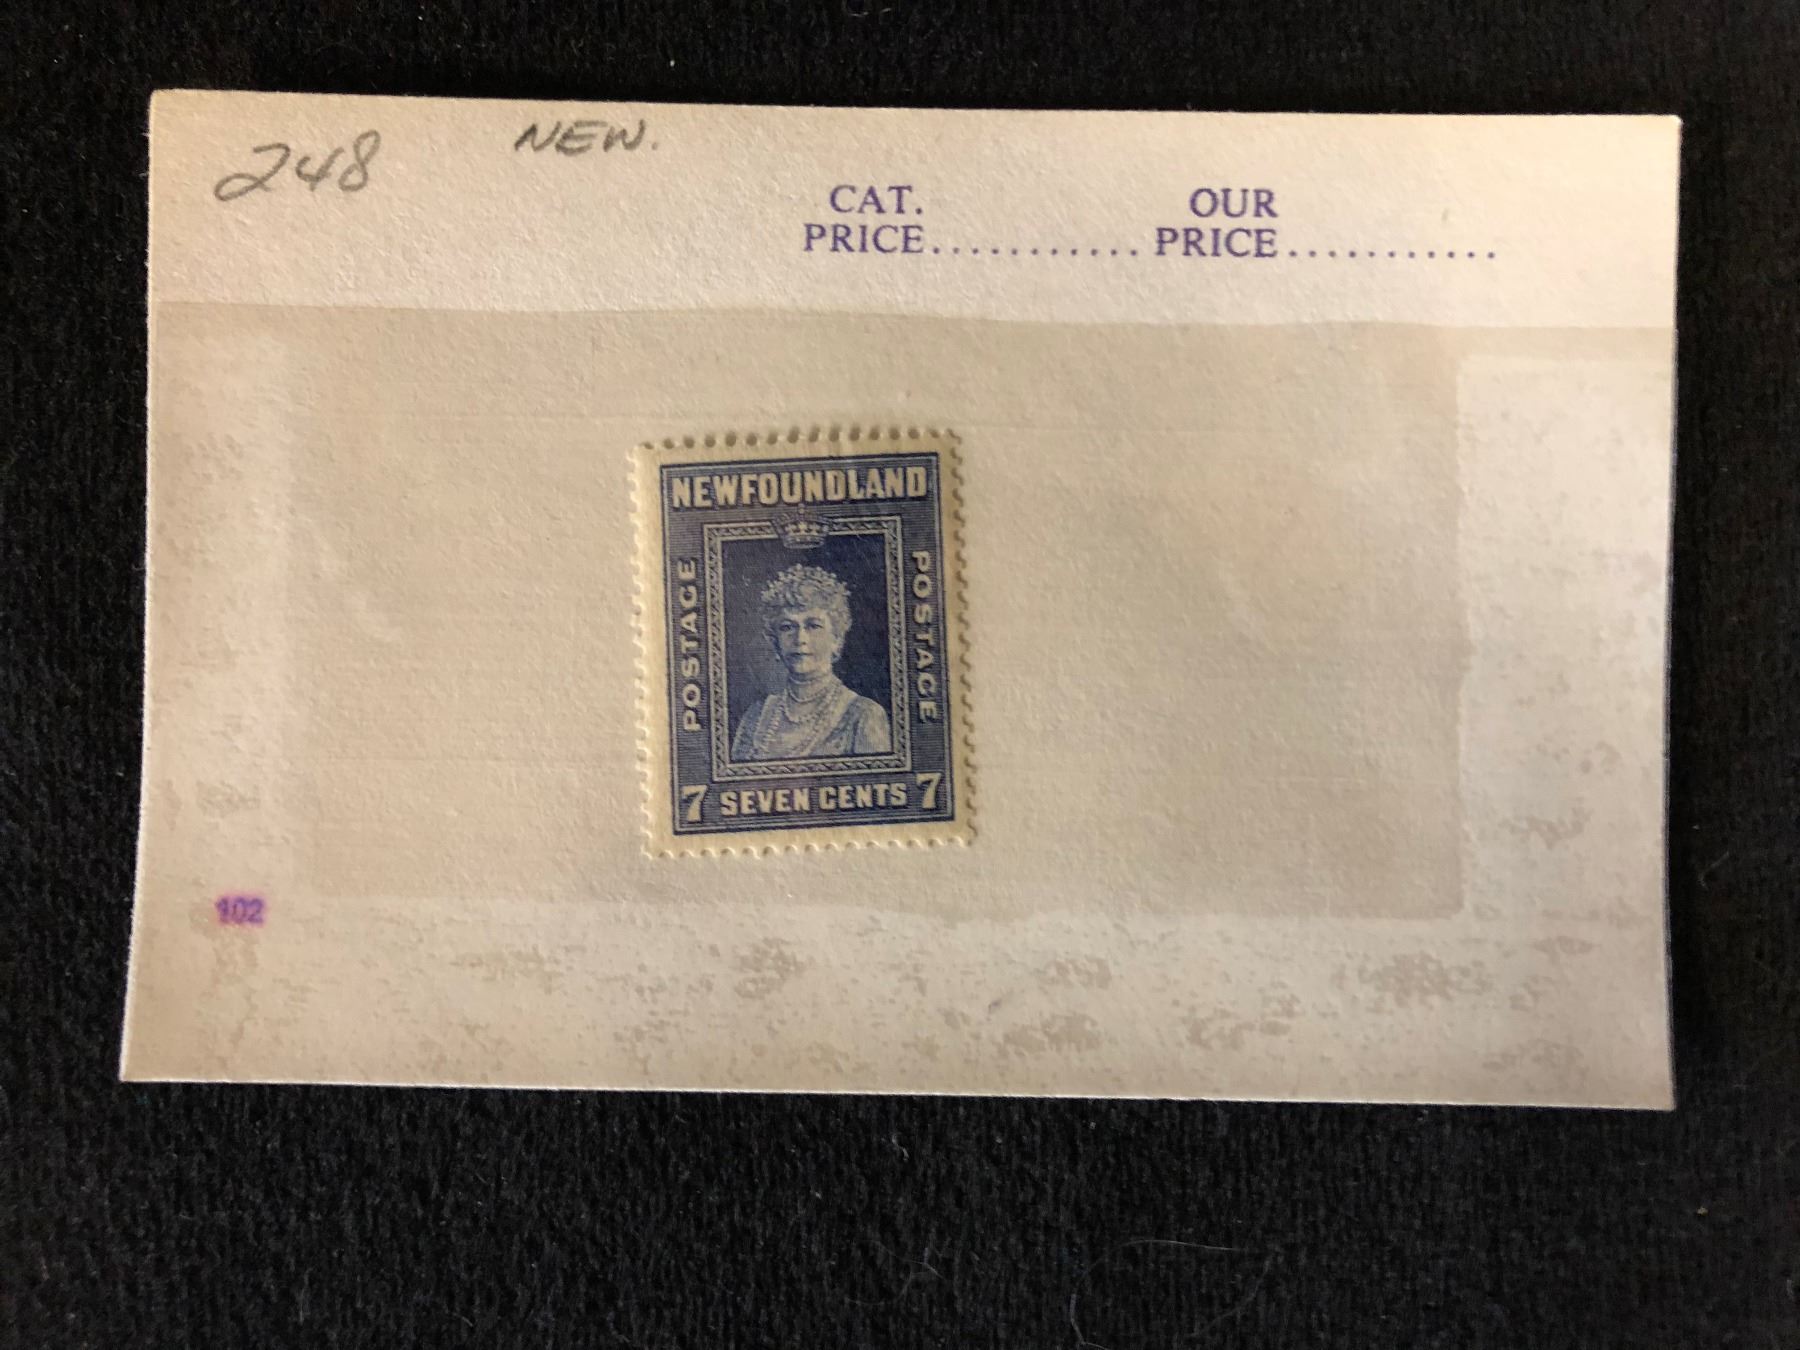 248 NEW.
CAT. OUR
PRICE........... PRICE...........
NEWFOUNDLAND
POSTAGE POSTAGE
7 SEVEN CENTS 7
102